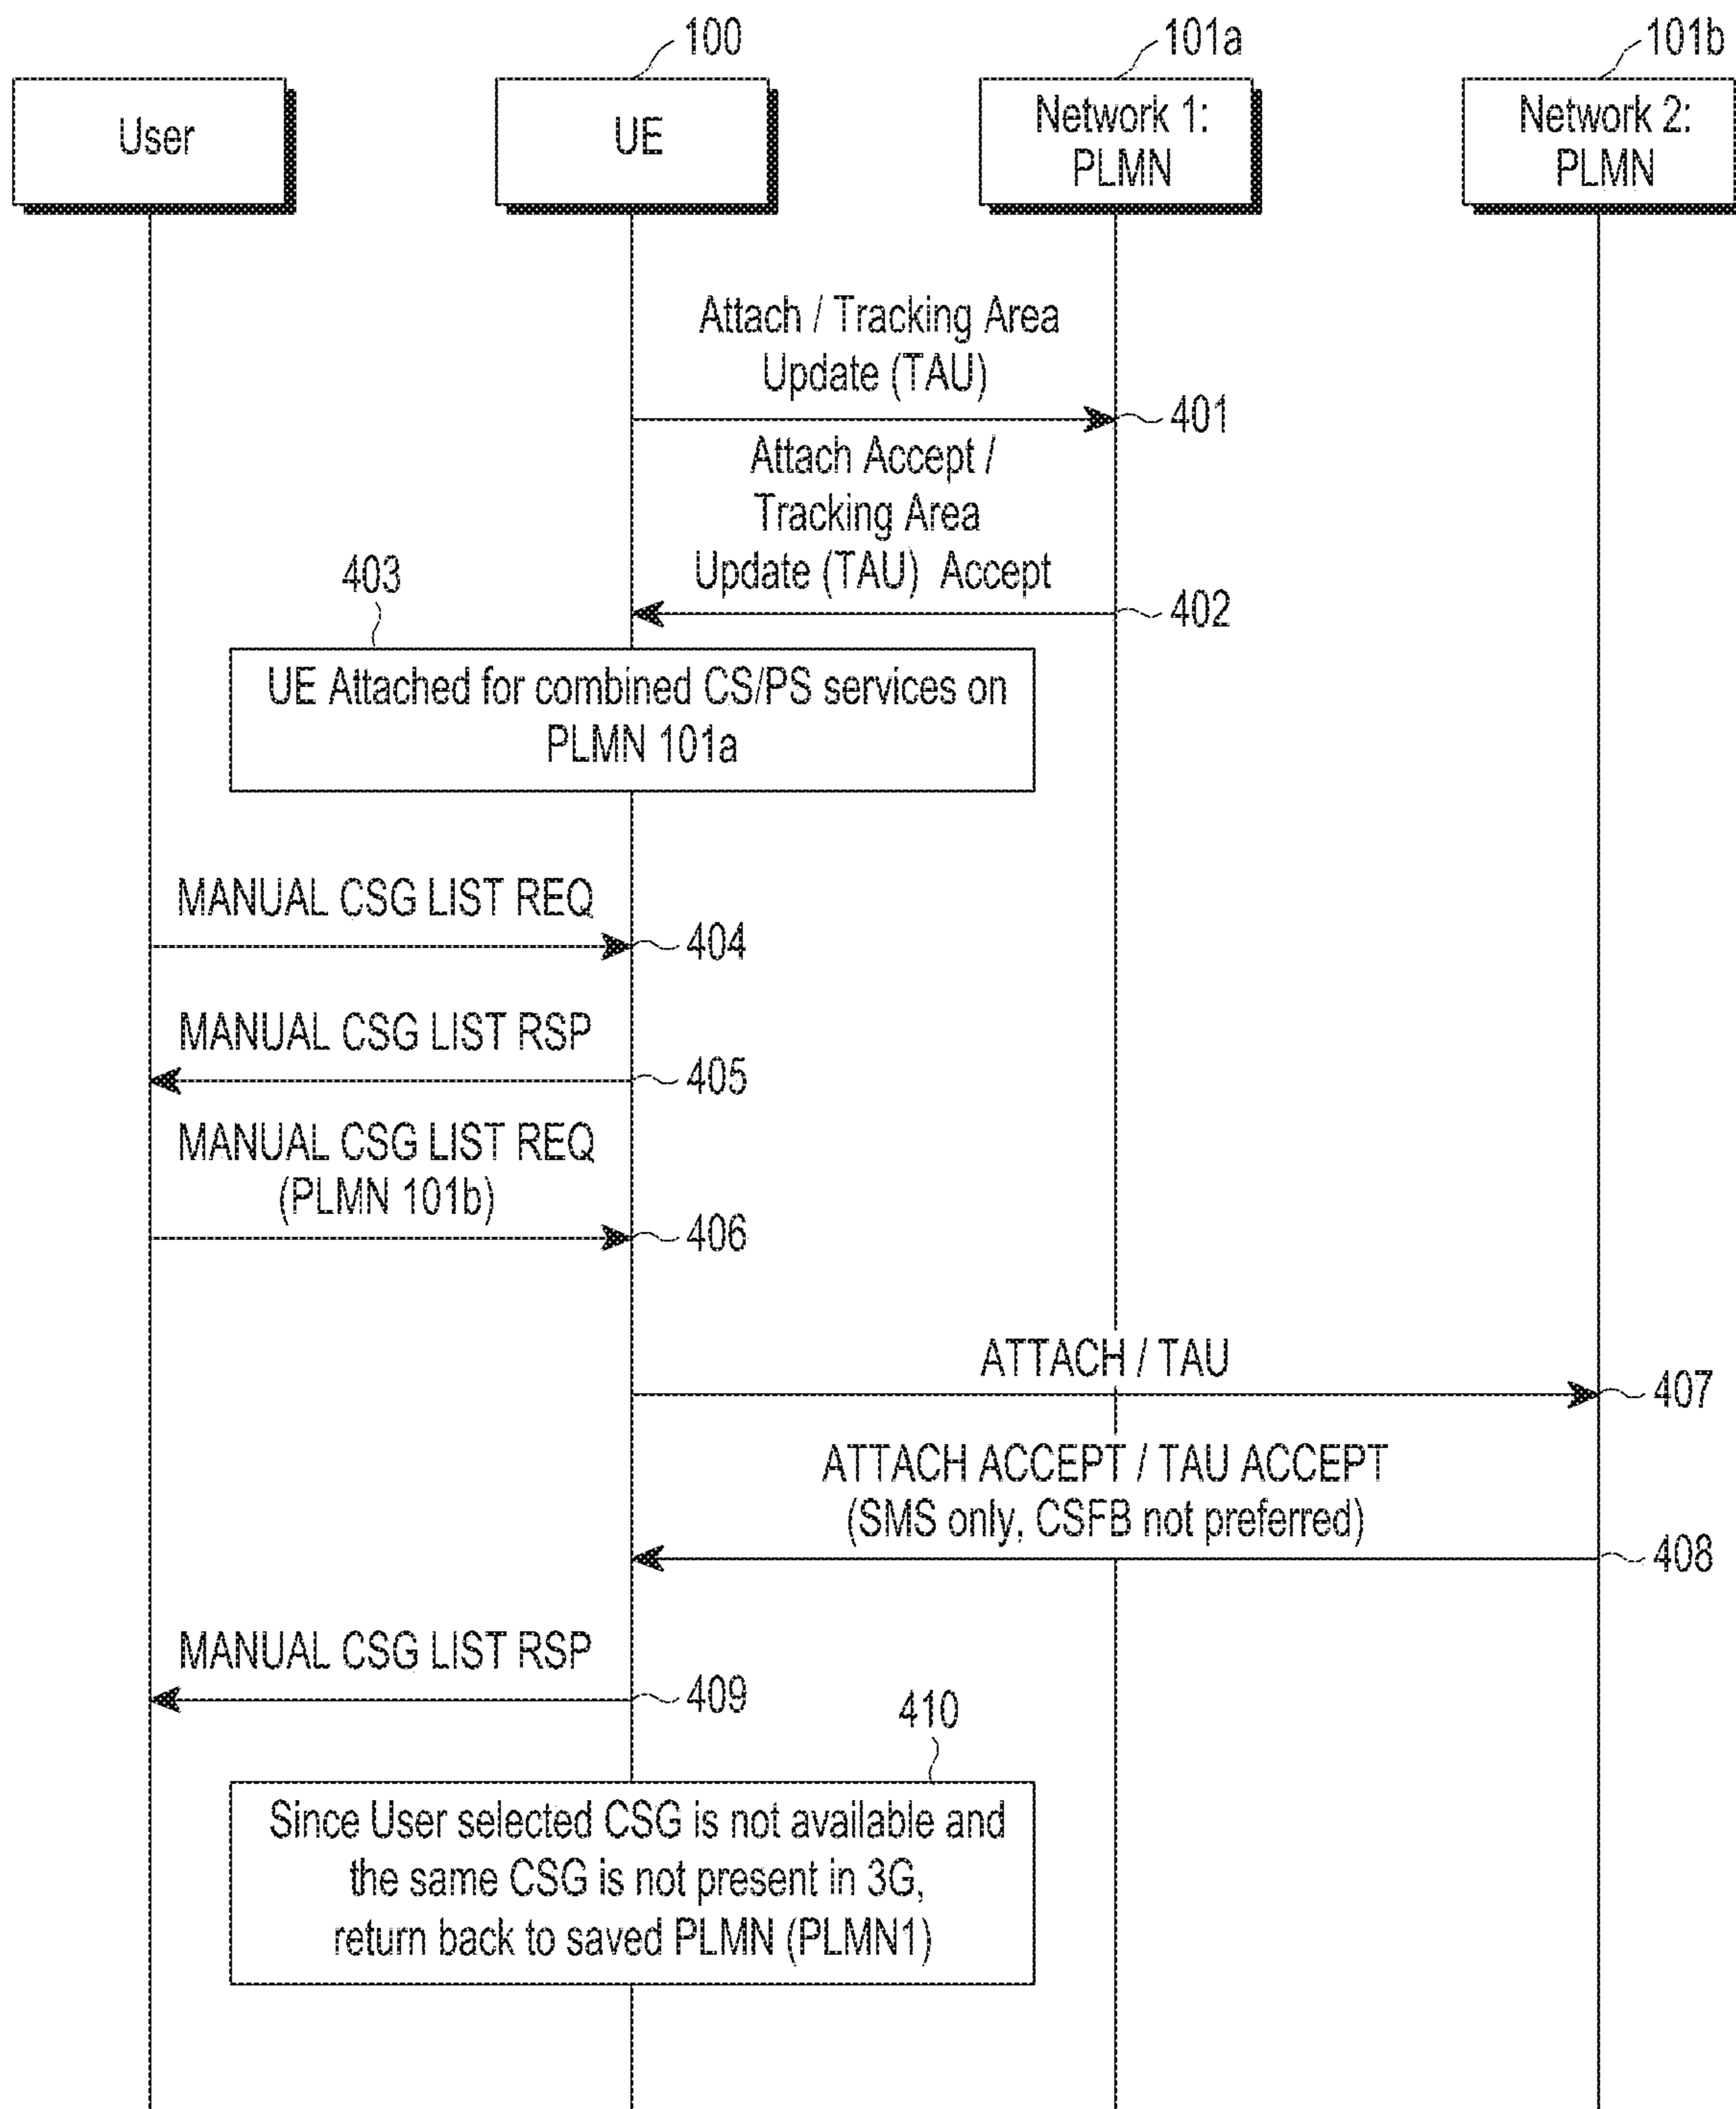 100
101a
101b
User
UE
Network 1:
PLMN
Network 2:
PLMN
Attach / Tracking Area
Update (TAU)
401
Attach Accept /
Tracking Area
Update (TAU) Accept
402
403
UE Attached for combined CS/PS services on
PLMN 101a
MANUAL CSG LIST REQ
404
MANUAL CSG LIST RSP
405
MANUAL CSG LIST REQ
(PLMN 101b)
406
ATTACH / TAU
407
ATTACH ACCEPT / TAU ACCEPT
(SMS only, CSFB not preferred)
408
MANUAL CSG LIST RSP
409
410
Since User selected CSG is not available and
the same CSG is not present in 3G,
return back to saved PLMN (PLMN1)